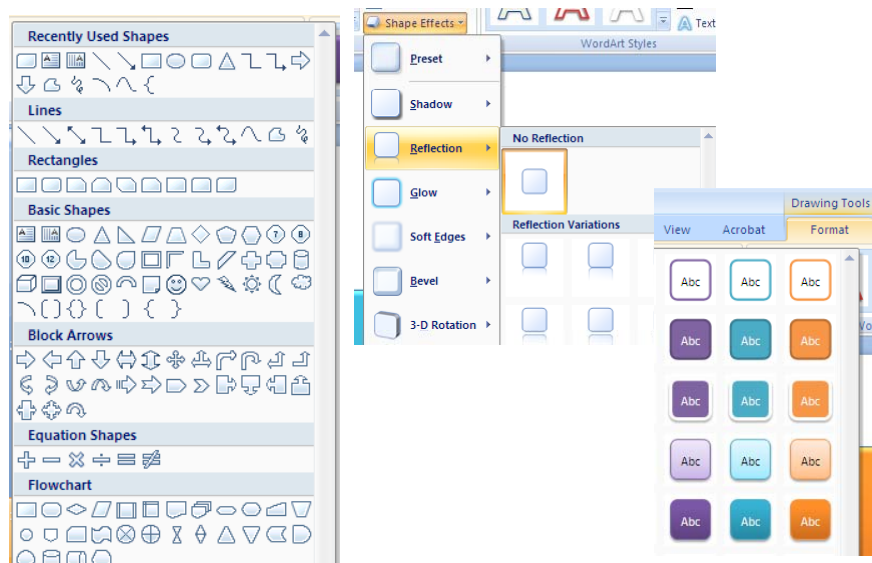 Recently Used Shapes
Lines
Rectangles
Basic Shapes
Block Arrows
Equation Shapes
Flowchart
Shape Effects
Text
WordArt Styles
Preset
Shadow
Reflection
Glow
Soft Edges
Bevel
3-D Rotation
No Reflection
Reflection Variations
Drawing Tools
View Acrobat Format
Abc Abc Abc
Abc Abc Abc
Abc Abc Abc
Abc Abc Abc
Abc Abc Abc